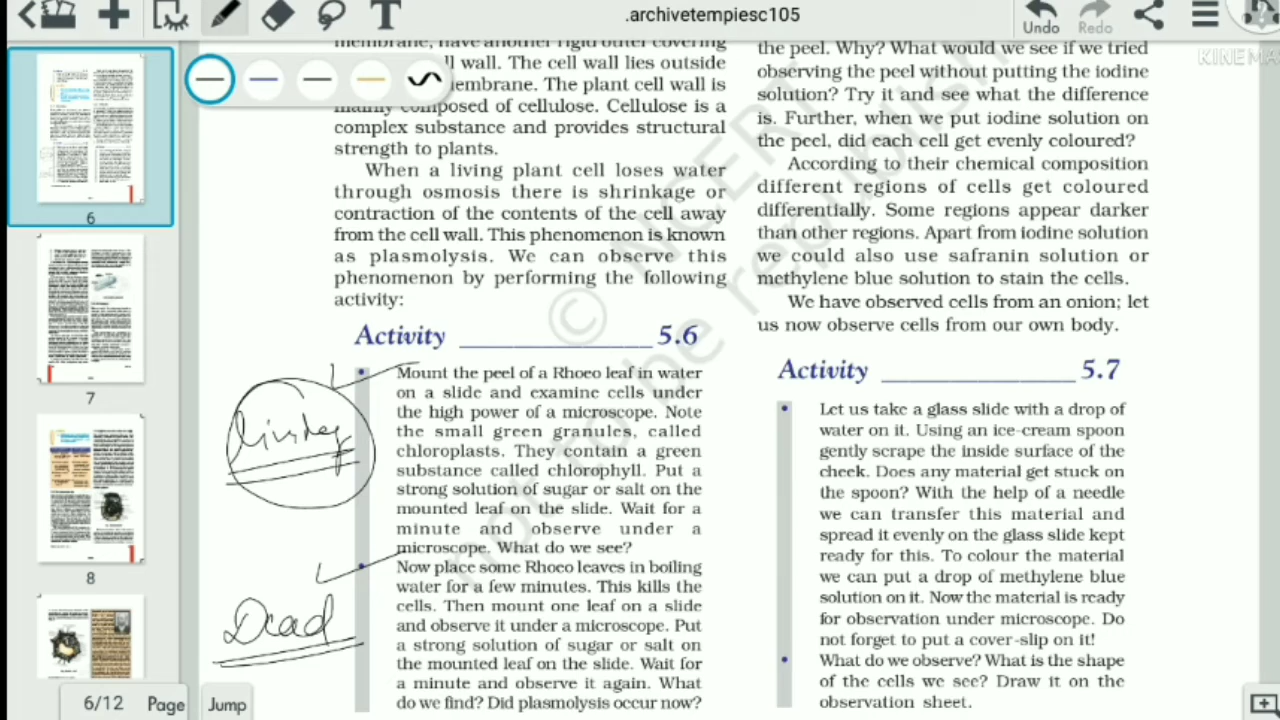 .archivetempiesc105
Undo
Redo
KINEMA
6
7
8
6/12 Page
Jump
membrane, have another rigid outer covering
ll wall. The cell wall lies outside
embrane. The plant cell wall is
mainly composed of cellulose. Cellulose is a
complex substance and provides structural
strength to plants.
When a living plant cell loses water
through osmosis there is shrinkage or
contraction of the contents of the cell away
from the cell wall. This phenomenon is known
as plasmolysis. We can observe this
phenomenon by performing the following
activity:
Activity 5.6
Mount the peel of a Rhoeo leaf in water
on a slide and examine cells under
the high power of a microscope. Note
the small green granules, called
chloroplasts. They contain a green
substance called chlorophyll. Put a
strong solution of sugar or salt on the
mounted leaf on the slide. Wait for a
minute and observe under a
microscope. What do we see?
Now place some Rhoeo leaves in boiling
water for a few minutes. This kills the
cells. Then mount one leaf on a slide
and observe it under a microscope. Put
a strong solution of sugar or salt on
the mounted leaf on the slide. Wait for
a minute and observe it again. What
do we find? Did plasmolysis occur now?
Dead
the peel. Why? What would we see if we tried
observing the peel without putting the iodine
solution? Try it and see what the difference
is. Further, when we put iodine solution on
the peel, did each cell get evenly coloured?
According to their chemical composition
different regions of cells get coloured
differentially. Some regions appear darker
than other regions. Apart from iodine solution
we could also use safranin solution or
methylene blue solution to stain the cells.
We have observed cells from an onion; let
us now observe cells from our own body.
Activity 5.7
Let us take a glass slide with a drop of
water on it. Using an ice-cream spoon
gently scrape the inside surface of the
cheek. Does any material get stuck on
the spoon? With the help of a needle
we can transfer this material and
spread it evenly on the glass slide kept
ready for this. To colour the material
we can put a drop of methylene blue
solution on it. Now the material is ready
for observation under microscope. Do
not forget to put a cover-slip on it!
What do we observe? What is the shape
of the cells we see? Draw it on the
observation sheet.